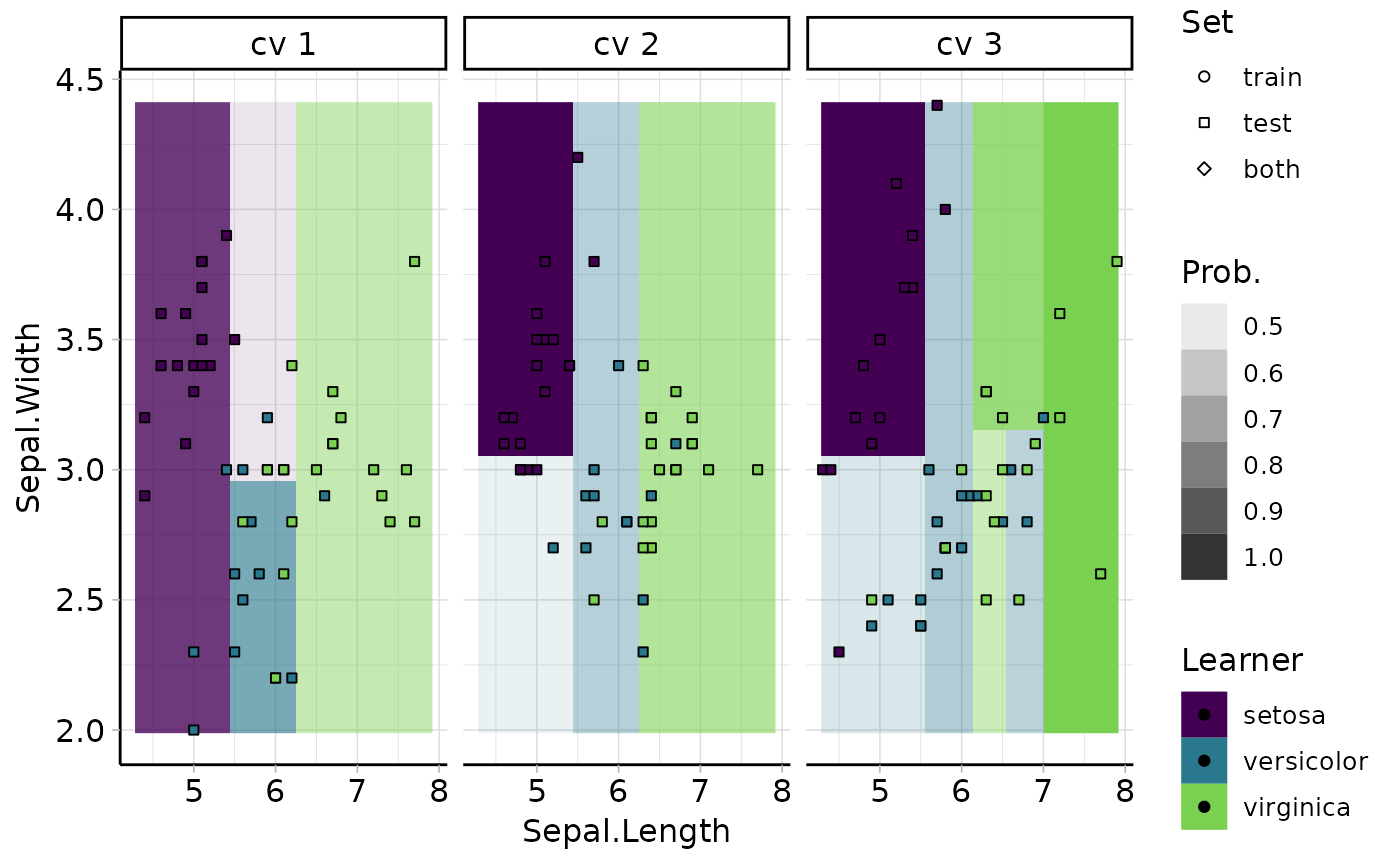 cv 1
cv 2
cv 3
4.5
4.0
3.5
3.0
2.5
2.0
Sepal.Width
5 6 7 8
5 6 7 8
5 6 7 8
Sepal.Length
Set
train
test
both
Prob.
0.5
0.6
0.7
0.8
0.9
1.0
Learner
setosa
versicolor
virginica